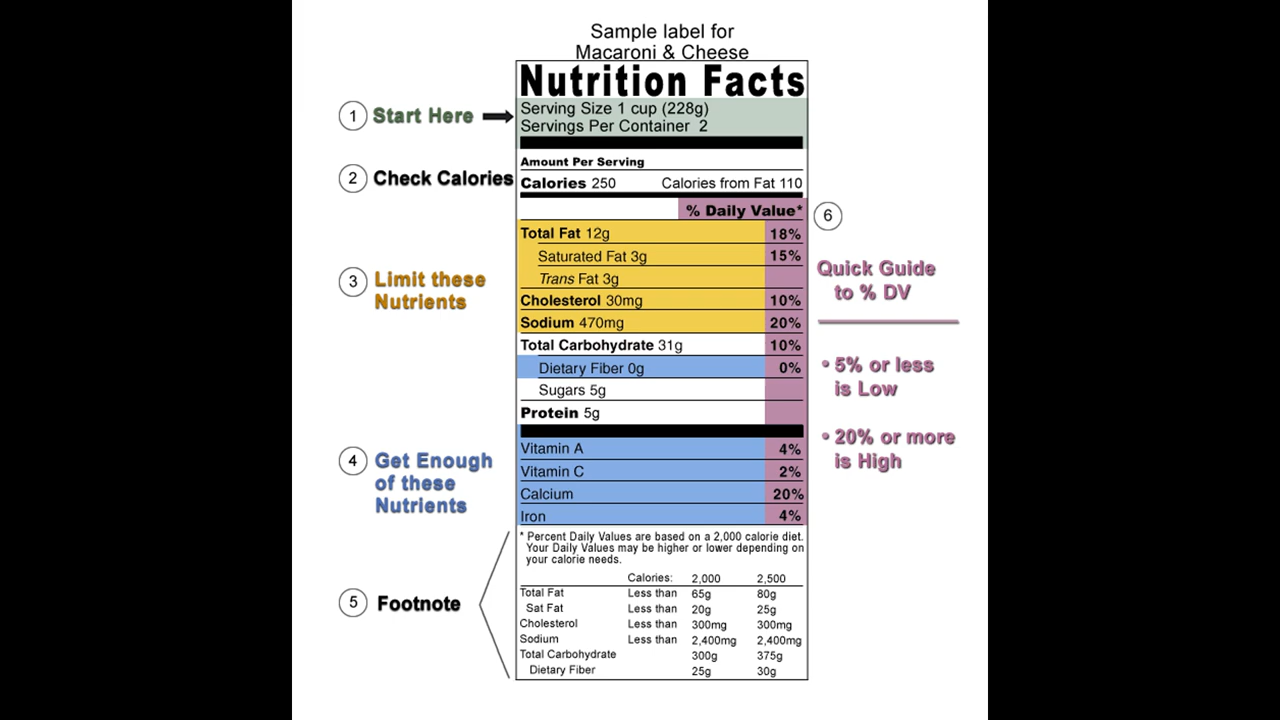 Sample label for
Macaroni & Cheese
Nutrition Facts
1 Start Here
Serving Size 1 cup (228g)
Servings Per Container 2
Amount Per Serving
2 Check Calories
Calories 250 Calories from Fat 110
% Daily Value*
Total Fat 12g 18%
Saturated Fat 3g 15%
Trans Fat 3g
Cholesterol 30mg 10%
Sodium 470mg 20%
Total Carbohydrate 31g 10%
Dietary Fiber 0g 0%
Sugars 5g
Protein 5g
Vitamin A 4%
Vitamin C 2%
Calcium 20%
Iron 4%
3 Limit these
Nutrients
4 Get Enough
of these
Nutrients
5 Footnote
* Percent Daily Values are based on a 2,000 calorie diet.
Your Daily Values may be higher or lower depending on
your calorie needs.
Calories: 2,000 2,500
Total Fat Less than 65g 80g
Sat Fat Less than 20g 25g
Cholesterol Less than 300mg 300mg
Sodium Less than 2,400mg 2,400mg
Total Carbohydrate 300g 375g
Dietary Fiber 25g 30g
6
Quick Guide
to % DV
• 5% or less
is Low
• 20% or more
is High